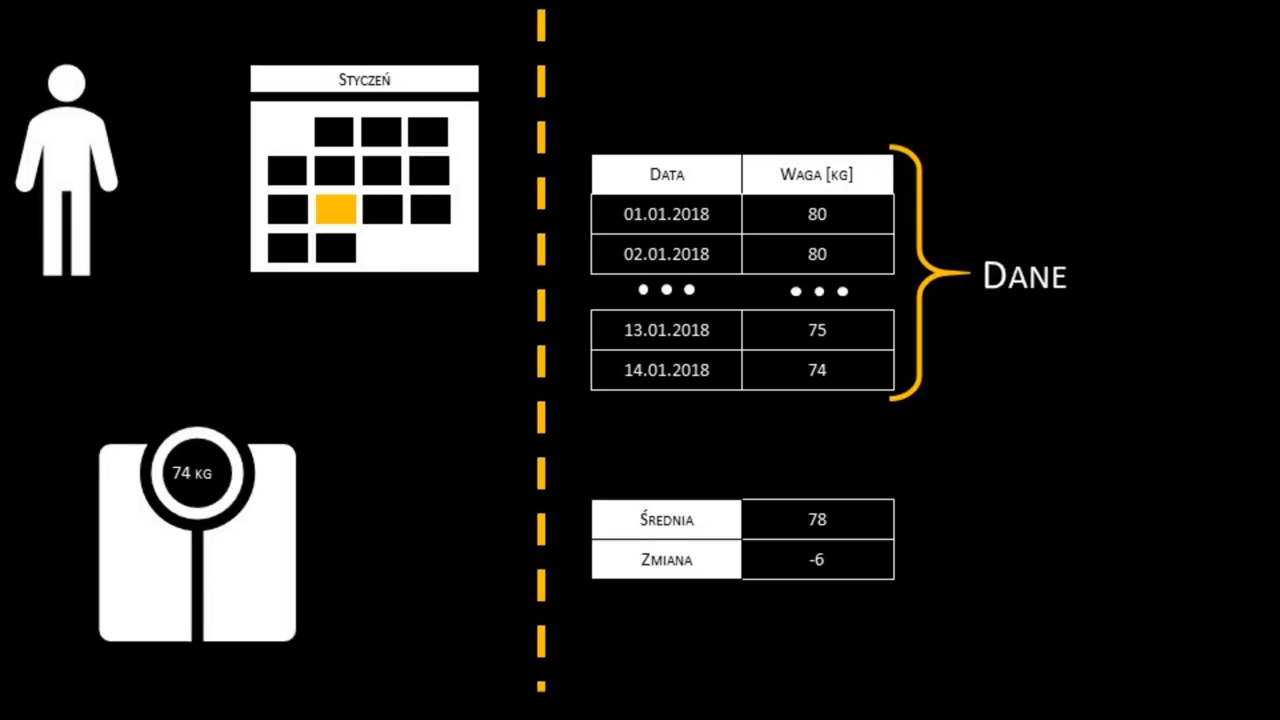 Styczeń
74 kg
Data Waga [kg]
01.01.2018 80
02.01.2018 80
• • • • • •
13.01.2018 75
14.01.2018 74
Dane
Średnia 78
Zmiana -6